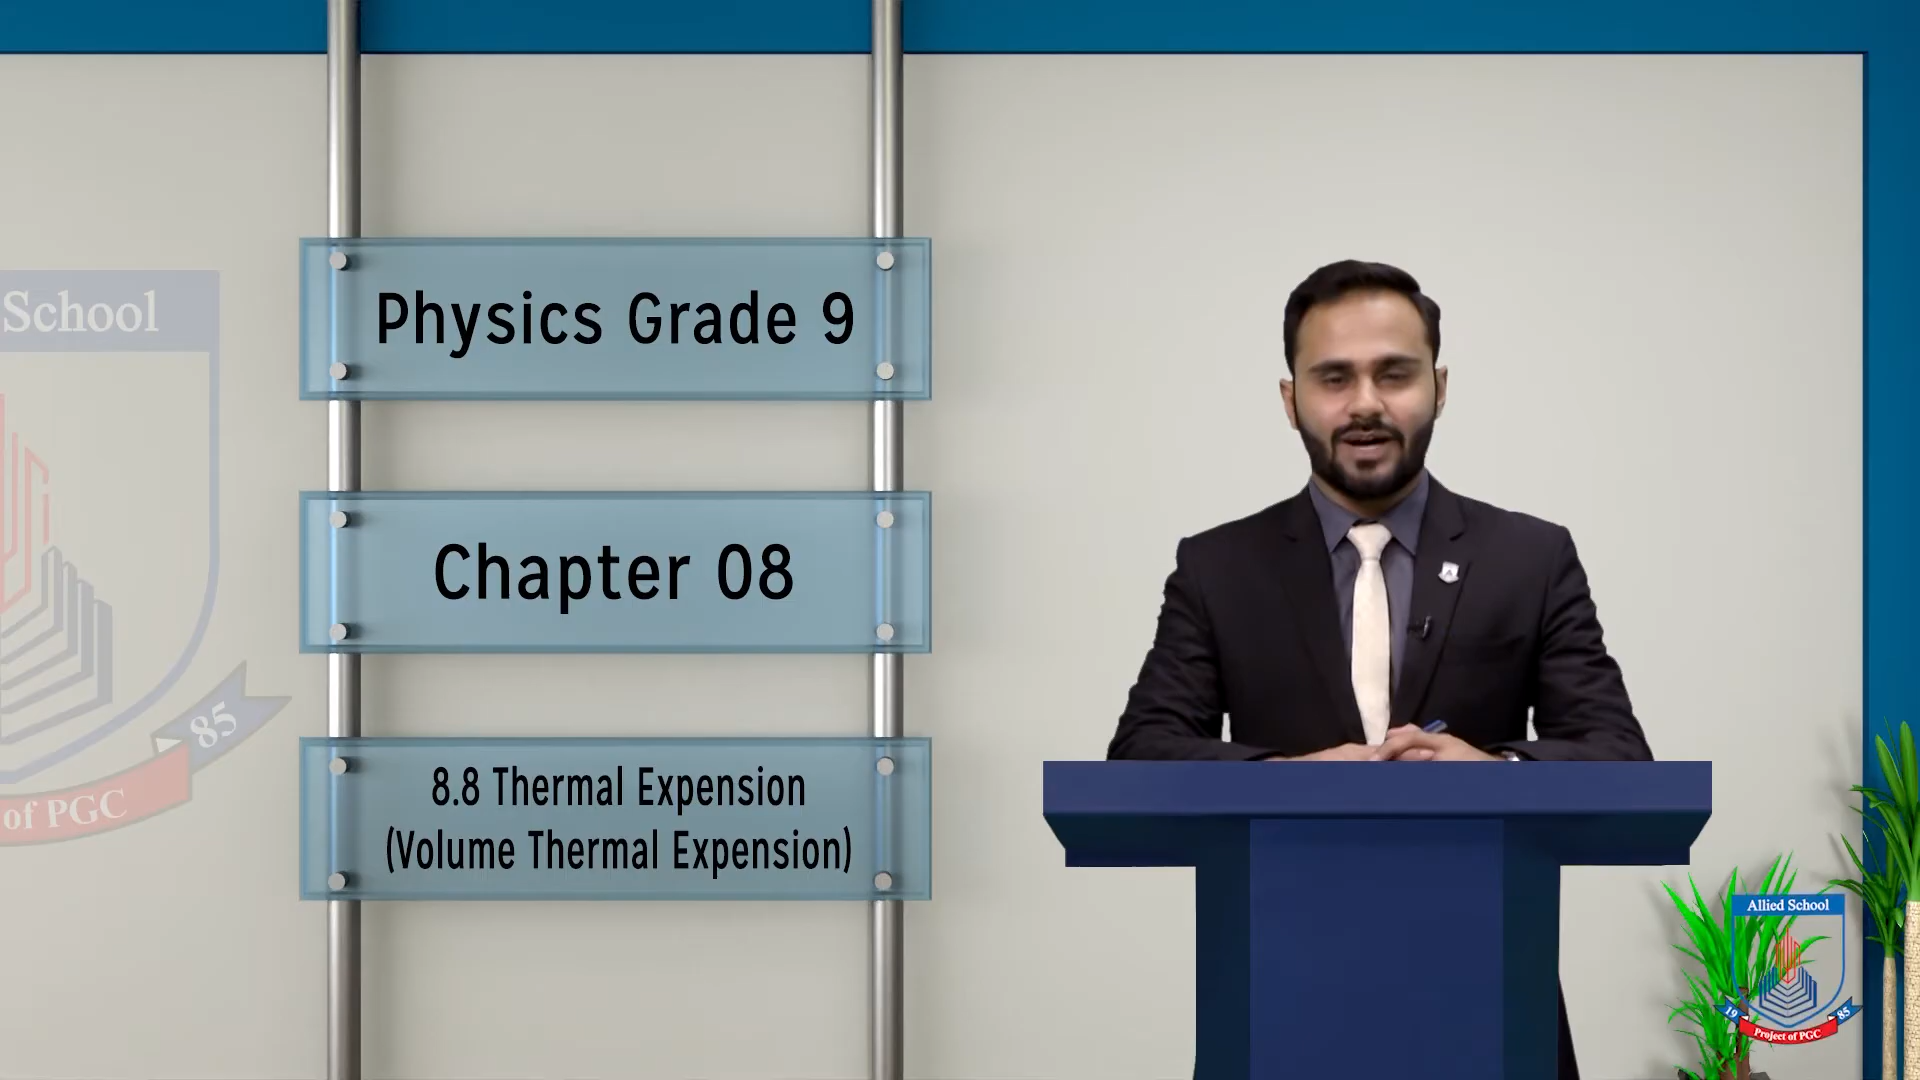 School
85
of PGC
Physics Grade 9
Chapter 08
8.8 Thermal Expension
(Volume Thermal Expension)
Allied School
19 85
Project of PGC